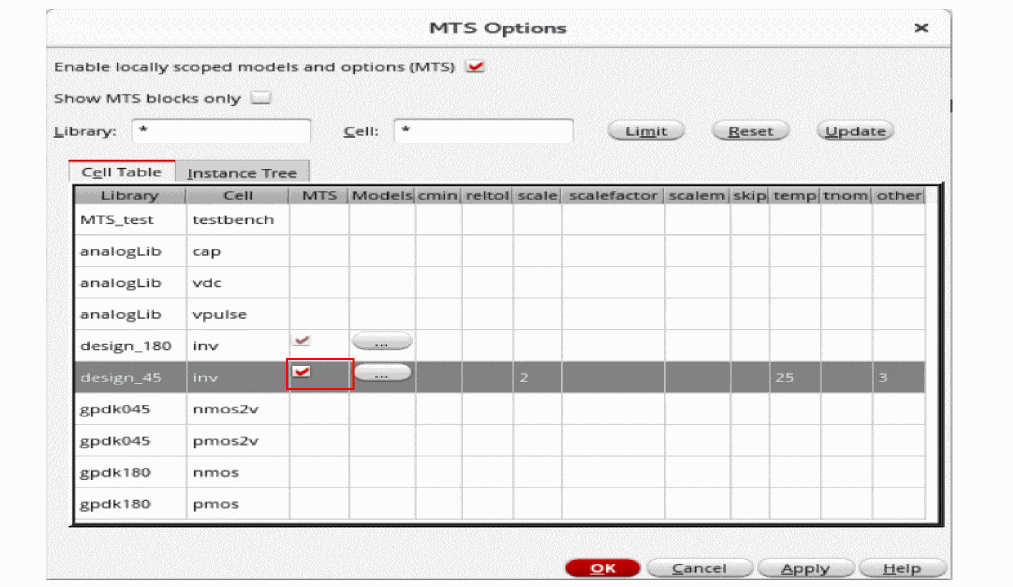 MTS Options
Enable locally scoped models and options (MTS)
Show MTS blocks only
Library: * Cell: * Limit Reset Update
Cell Table Instance Tree
Library Cell MTS Models cmin reltol scale scalefactor scalem skip temp tnom other
MTS_test testbench
analogLib cap
analogLib vdc
analogLib vpulse
design_180 inv ...
design_45 inv ... 2 25 3
gpdk045 nmos2v
gpdk045 pmos2v
gpdk180 nmos
gpdk180 pmos
OK Cancel Apply Help